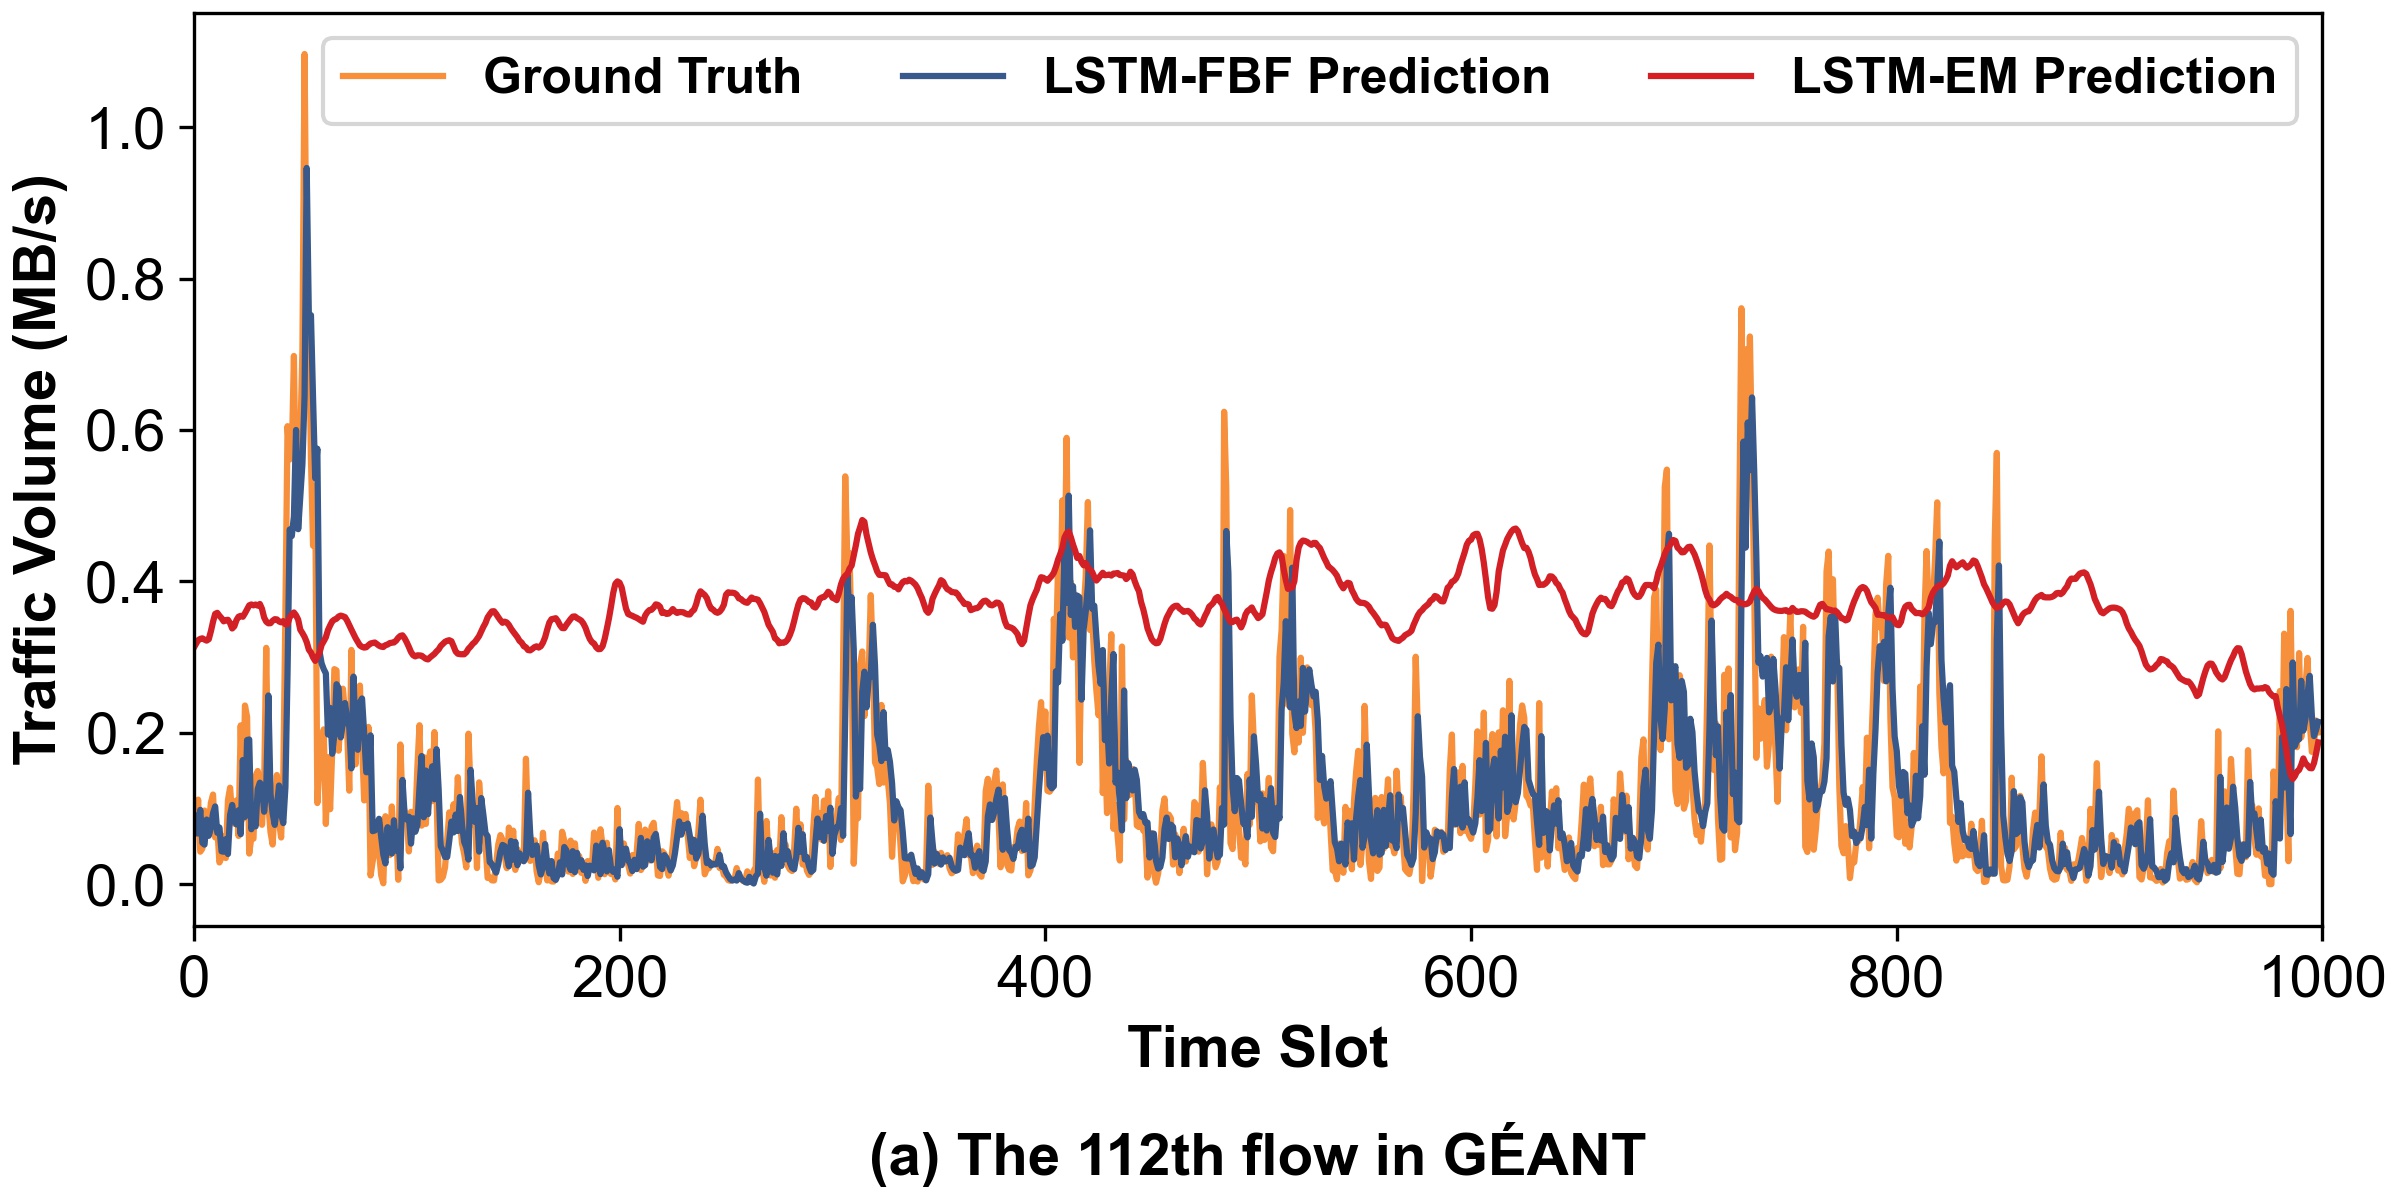 Ground Truth LSTM-FBF Prediction LSTM-EM Prediction
Traffic Volume (MB/s)
1.0
0.8
0.6
0.4
0.2
0.0
0 200 400 600 800 1000
Time Slot
(a) The 112th flow in GÉANT